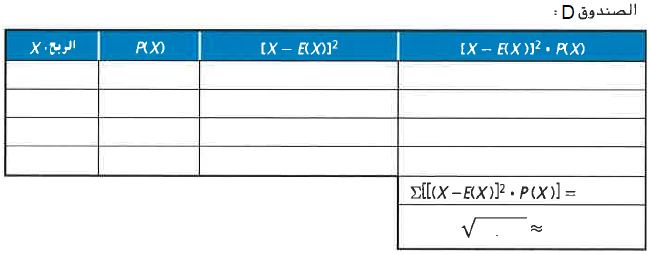 الصندوق D:
الربح، X P(X) [X – E(X)]² [X – E(X)]² • P(X)
Σ[[(X–E(X)]² • P(X)] =
√ . ≈